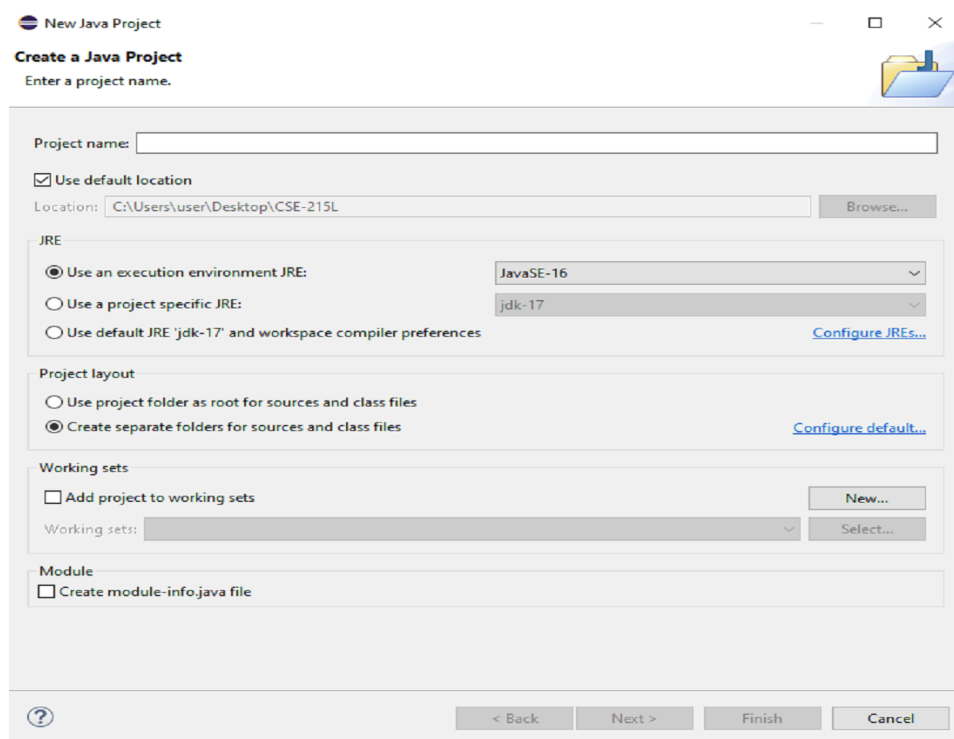 New Java Project
Create a Java Project
Enter a project name.
Project name:
Use default location
Location: C:\Users\user\Desktop\CSE-215L Browse...
JRE
Use an execution environment JRE: JavaSE-16
Use a project specific JRE: jdk-17
Use default JRE 'jdk-17' and workspace compiler preferences Configure JREs...
Project layout
Use project folder as root for sources and class files
Create separate folders for sources and class files Configure default...
Working sets
Add project to working sets New...
Working sets: Select...
Module
Create module-info.java file
? < Back Next > Finish Cancel